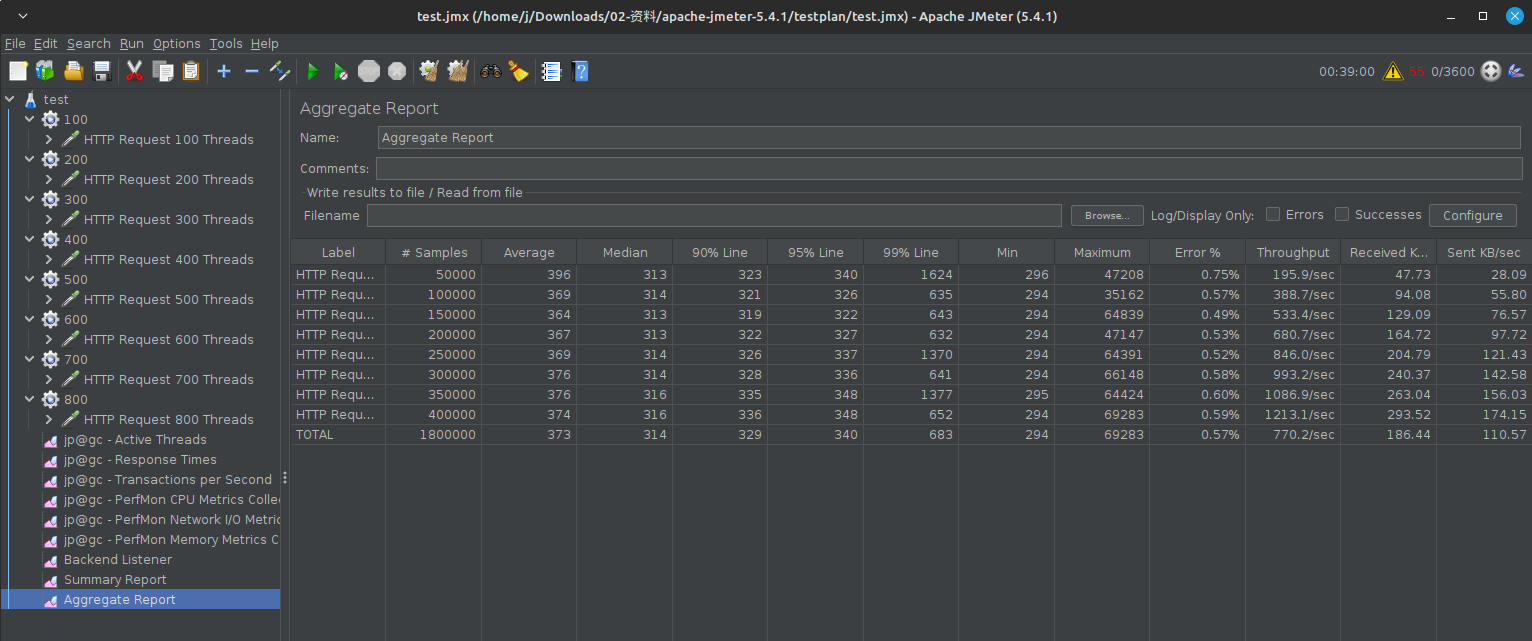 test.jmx (/home/j/Downloads/02-资料/apache-jmeter-5.4.1/testplan/test.jmx) - Apache JMeter (5.4.1)
File Edit Search Run Options Tools Help
00:39:00 55 0/3600
test
100
HTTP Request 100 Threads
200
HTTP Request 200 Threads
300
HTTP Request 300 Threads
400
HTTP Request 400 Threads
500
HTTP Request 500 Threads
600
HTTP Request 600 Threads
700
HTTP Request 700 Threads
800
HTTP Request 800 Threads
jp@gc - Active Threads
jp@gc - Response Times
jp@gc - Transactions per Second
jp@gc - PerfMon CPU Metrics Collec
jp@gc - PerfMon Network I/O Metric
jp@gc - PerfMon Memory Metrics C
Backend Listener
Summary Report
Aggregate Report
Aggregate Report
Name: Aggregate Report
Comments:
Write results to file / Read from file
Filename Browse... Log/Display Only: Errors Successes Configure
Label # Samples Average Median 90% Line 95% Line 99% Line Min Maximum Error % Throughput Received K... Sent KB/sec
HTTP Requ... 50000 396 313 323 340 1624 296 47208 0.75% 195.9/sec 47.73 28.09
HTTP Requ... 100000 369 314 321 326 635 294 35162 0.57% 388.7/sec 94.08 55.80
HTTP Requ... 150000 364 313 319 322 643 294 64839 0.49% 533.4/sec 129.09 76.57
HTTP Requ... 200000 367 313 322 327 632 294 47147 0.53% 680.7/sec 164.72 97.72
HTTP Requ... 250000 369 314 326 337 1370 294 64391 0.52% 846.0/sec 204.79 121.43
HTTP Requ... 300000 376 314 328 336 641 294 66148 0.58% 993.2/sec 240.37 142.58
HTTP Requ... 350000 376 316 335 348 1377 295 64424 0.60% 1086.9/sec 263.04 156.03
HTTP Requ... 400000 374 316 336 348 652 294 69283 0.59% 1213.1/sec 293.52 174.15
TOTAL 1800000 373 314 329 340 683 294 69283 0.57% 770.2/sec 186.44 110.57